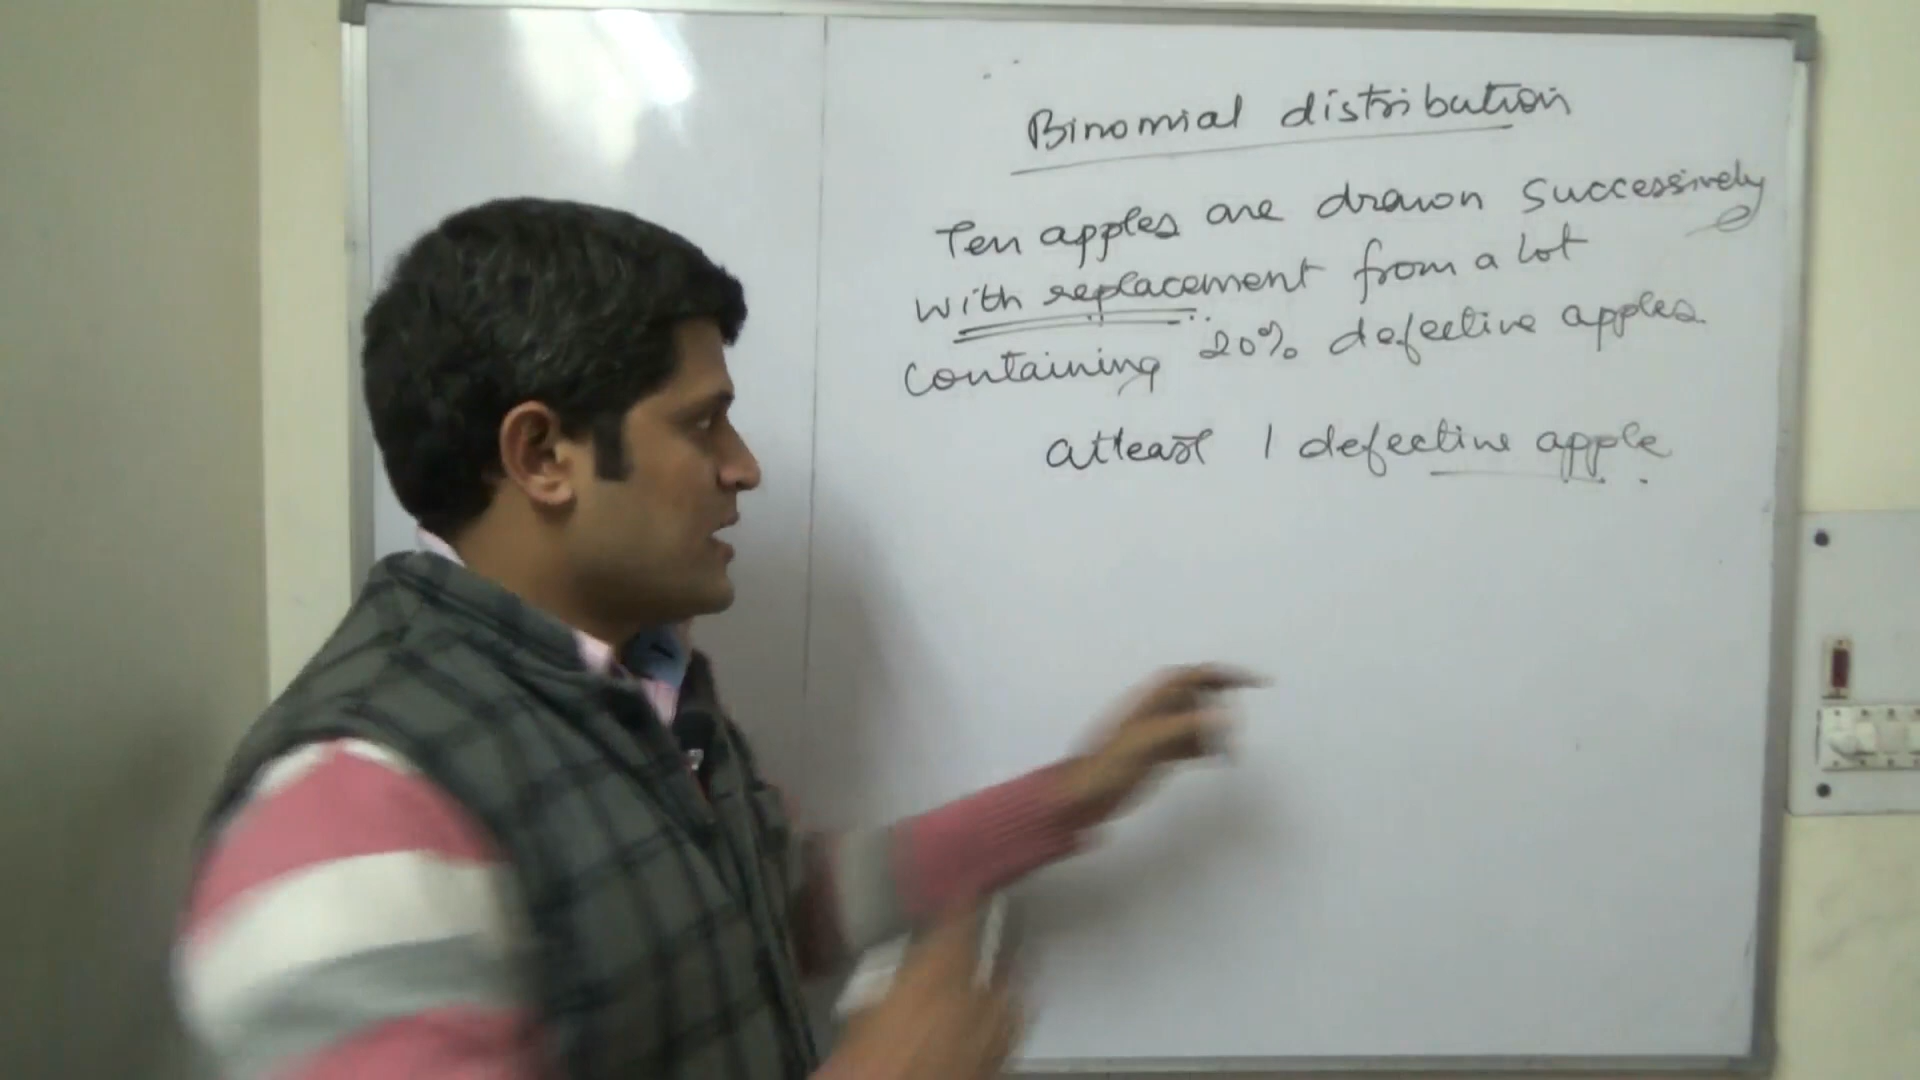 Binomial distribution
Ten apples are drawn successively
with replacement from a lot
containing 20% defective apples.
atleast 1 defective apple.